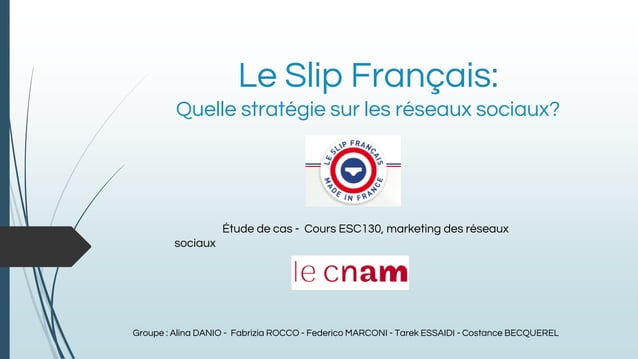 Le Slip Français:
Quelle stratégie sur les réseaux sociaux?
LE SLIP FRANÇAIS
MADE IN FRANCE
Étude de cas - Cours ESC130, marketing des réseaux
sociaux
le cnam
Groupe : Alina DANIO - Fabrizia ROCCO - Federico MARCONI - Tarek ESSAIDI - Costance BECQUEREL